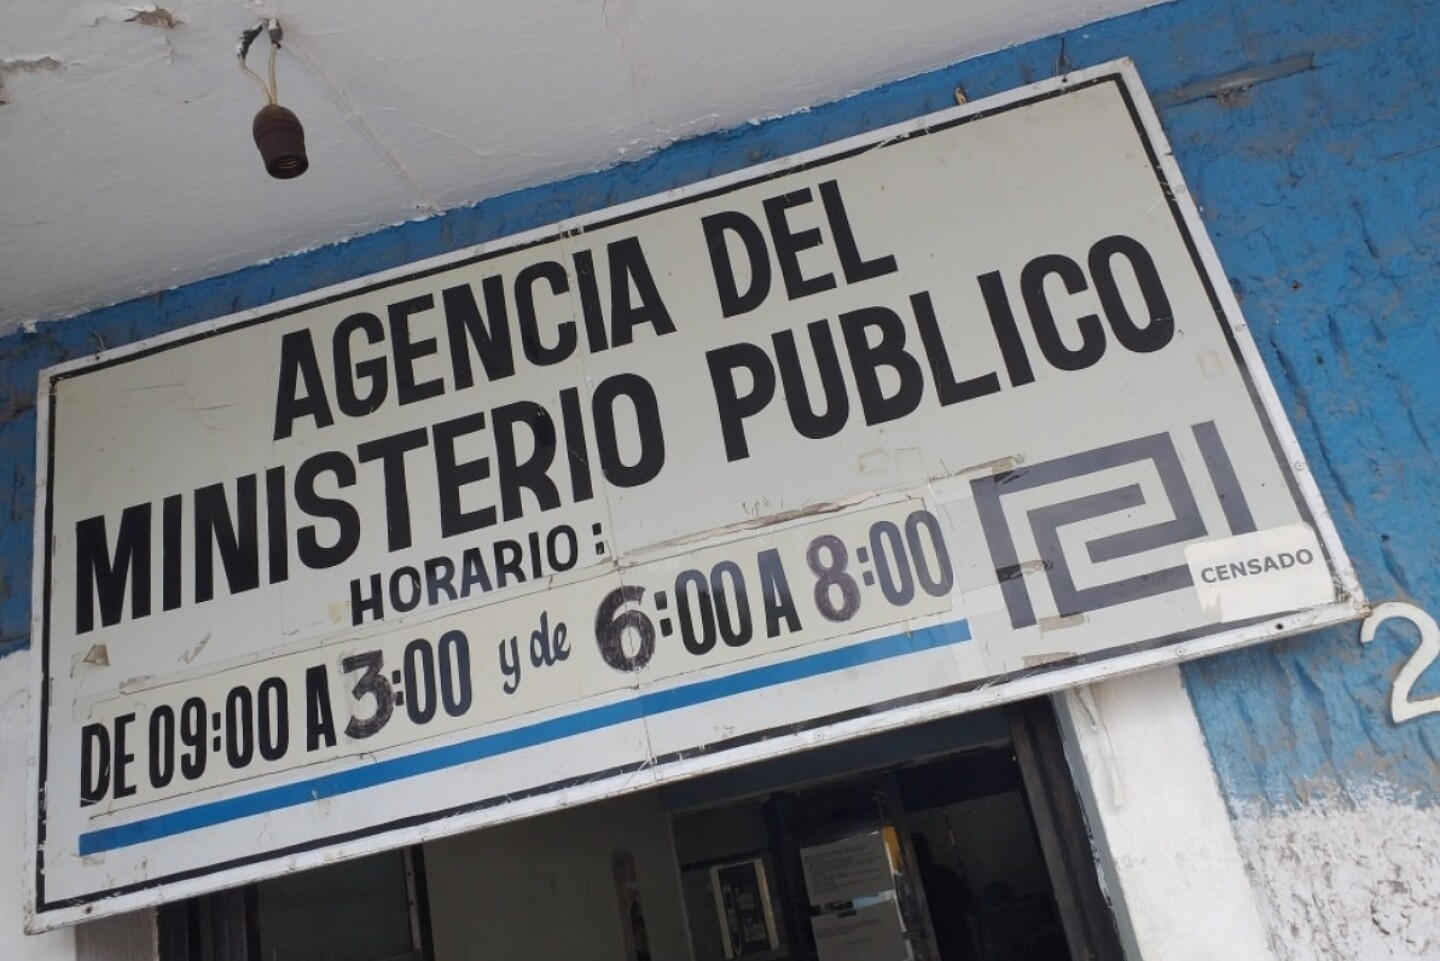 AGENCIA DEL
MINISTERIO PUBLICO
HORARIO:
DE 09:00 A 3:00 y de 6:00 A 8:00
CENSADO
2